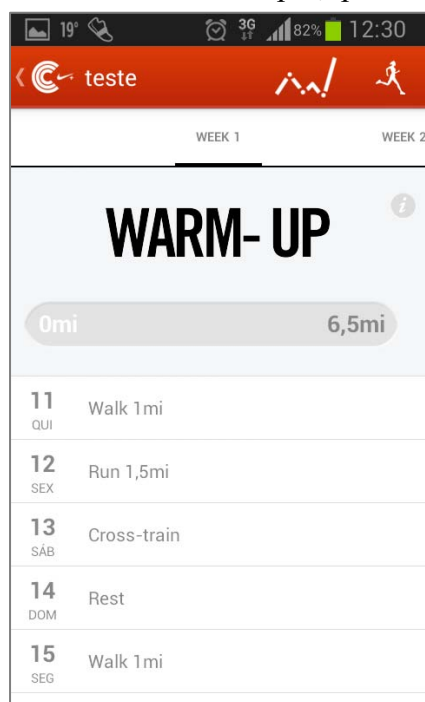 19° 3G 82% 12:30
teste
WEEK 1 WEEK 2
WARM- UP
0mi 6,5mi
11 Walk 1mi
QUI
12 Run 1,5mi
SEX
13 Cross-train
SÁB
14 Rest
DOM
15 Walk 1mi
SEG